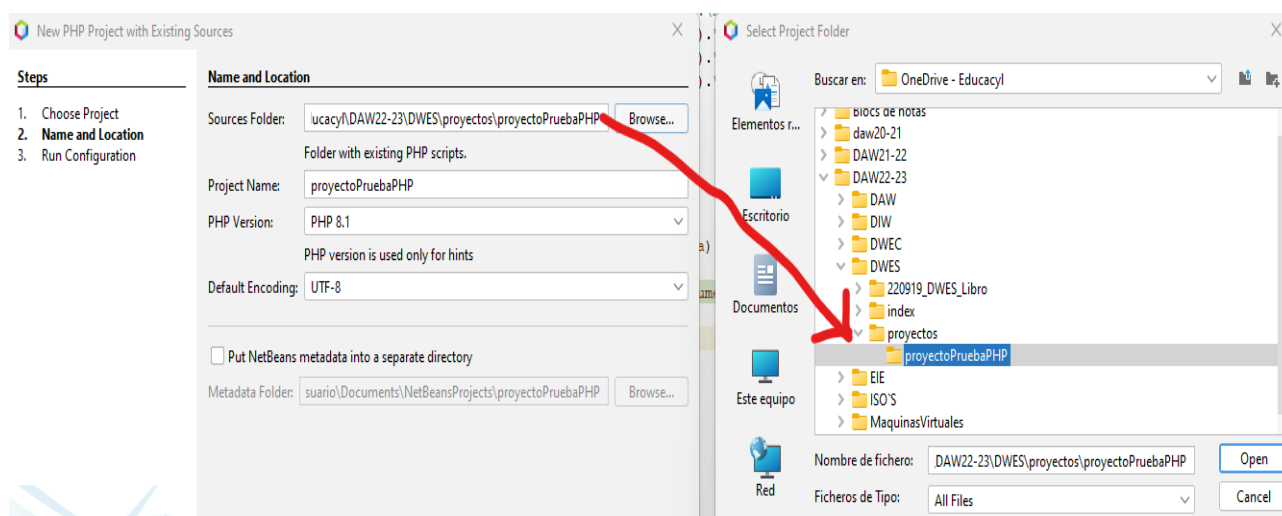 New PHP Project with Existing Sources
Steps
1. Choose Project
2. Name and Location
3. Run Configuration
Name and Location
Sources Folder: ucacyl\DAW22-23\DWES\proyectos\proyectoPruebaPHP Browse...
Folder with existing PHP scripts.
Project Name: proyectoPruebaPHP
PHP Version: PHP 8.1
PHP version is used only for hints
Default Encoding: UTF-8
Put NetBeans metadata into a separate directory
Metadata Folder: suario\Documents\NetBeansProjects\proyectoPruebaPHP Browse...
Select Project Folder
Buscar en: OneDrive - Educacyl
Elementos r...
Escritorio
Documentos
Este equipo
Red
Blocs de notas
daw20-21
DAW21-22
DAW22-23
DAW
DIW
DWEC
DWES
220919_DWES_Libro
index
proyectos
proyectoPruebaPHP
EIE
ISO'S
MaquinasVirtuales
Nombre de fichero: DAW22-23\DWES\proyectos\proyectoPruebaPHP Open
Ficheros de Tipo: All Files Cancel